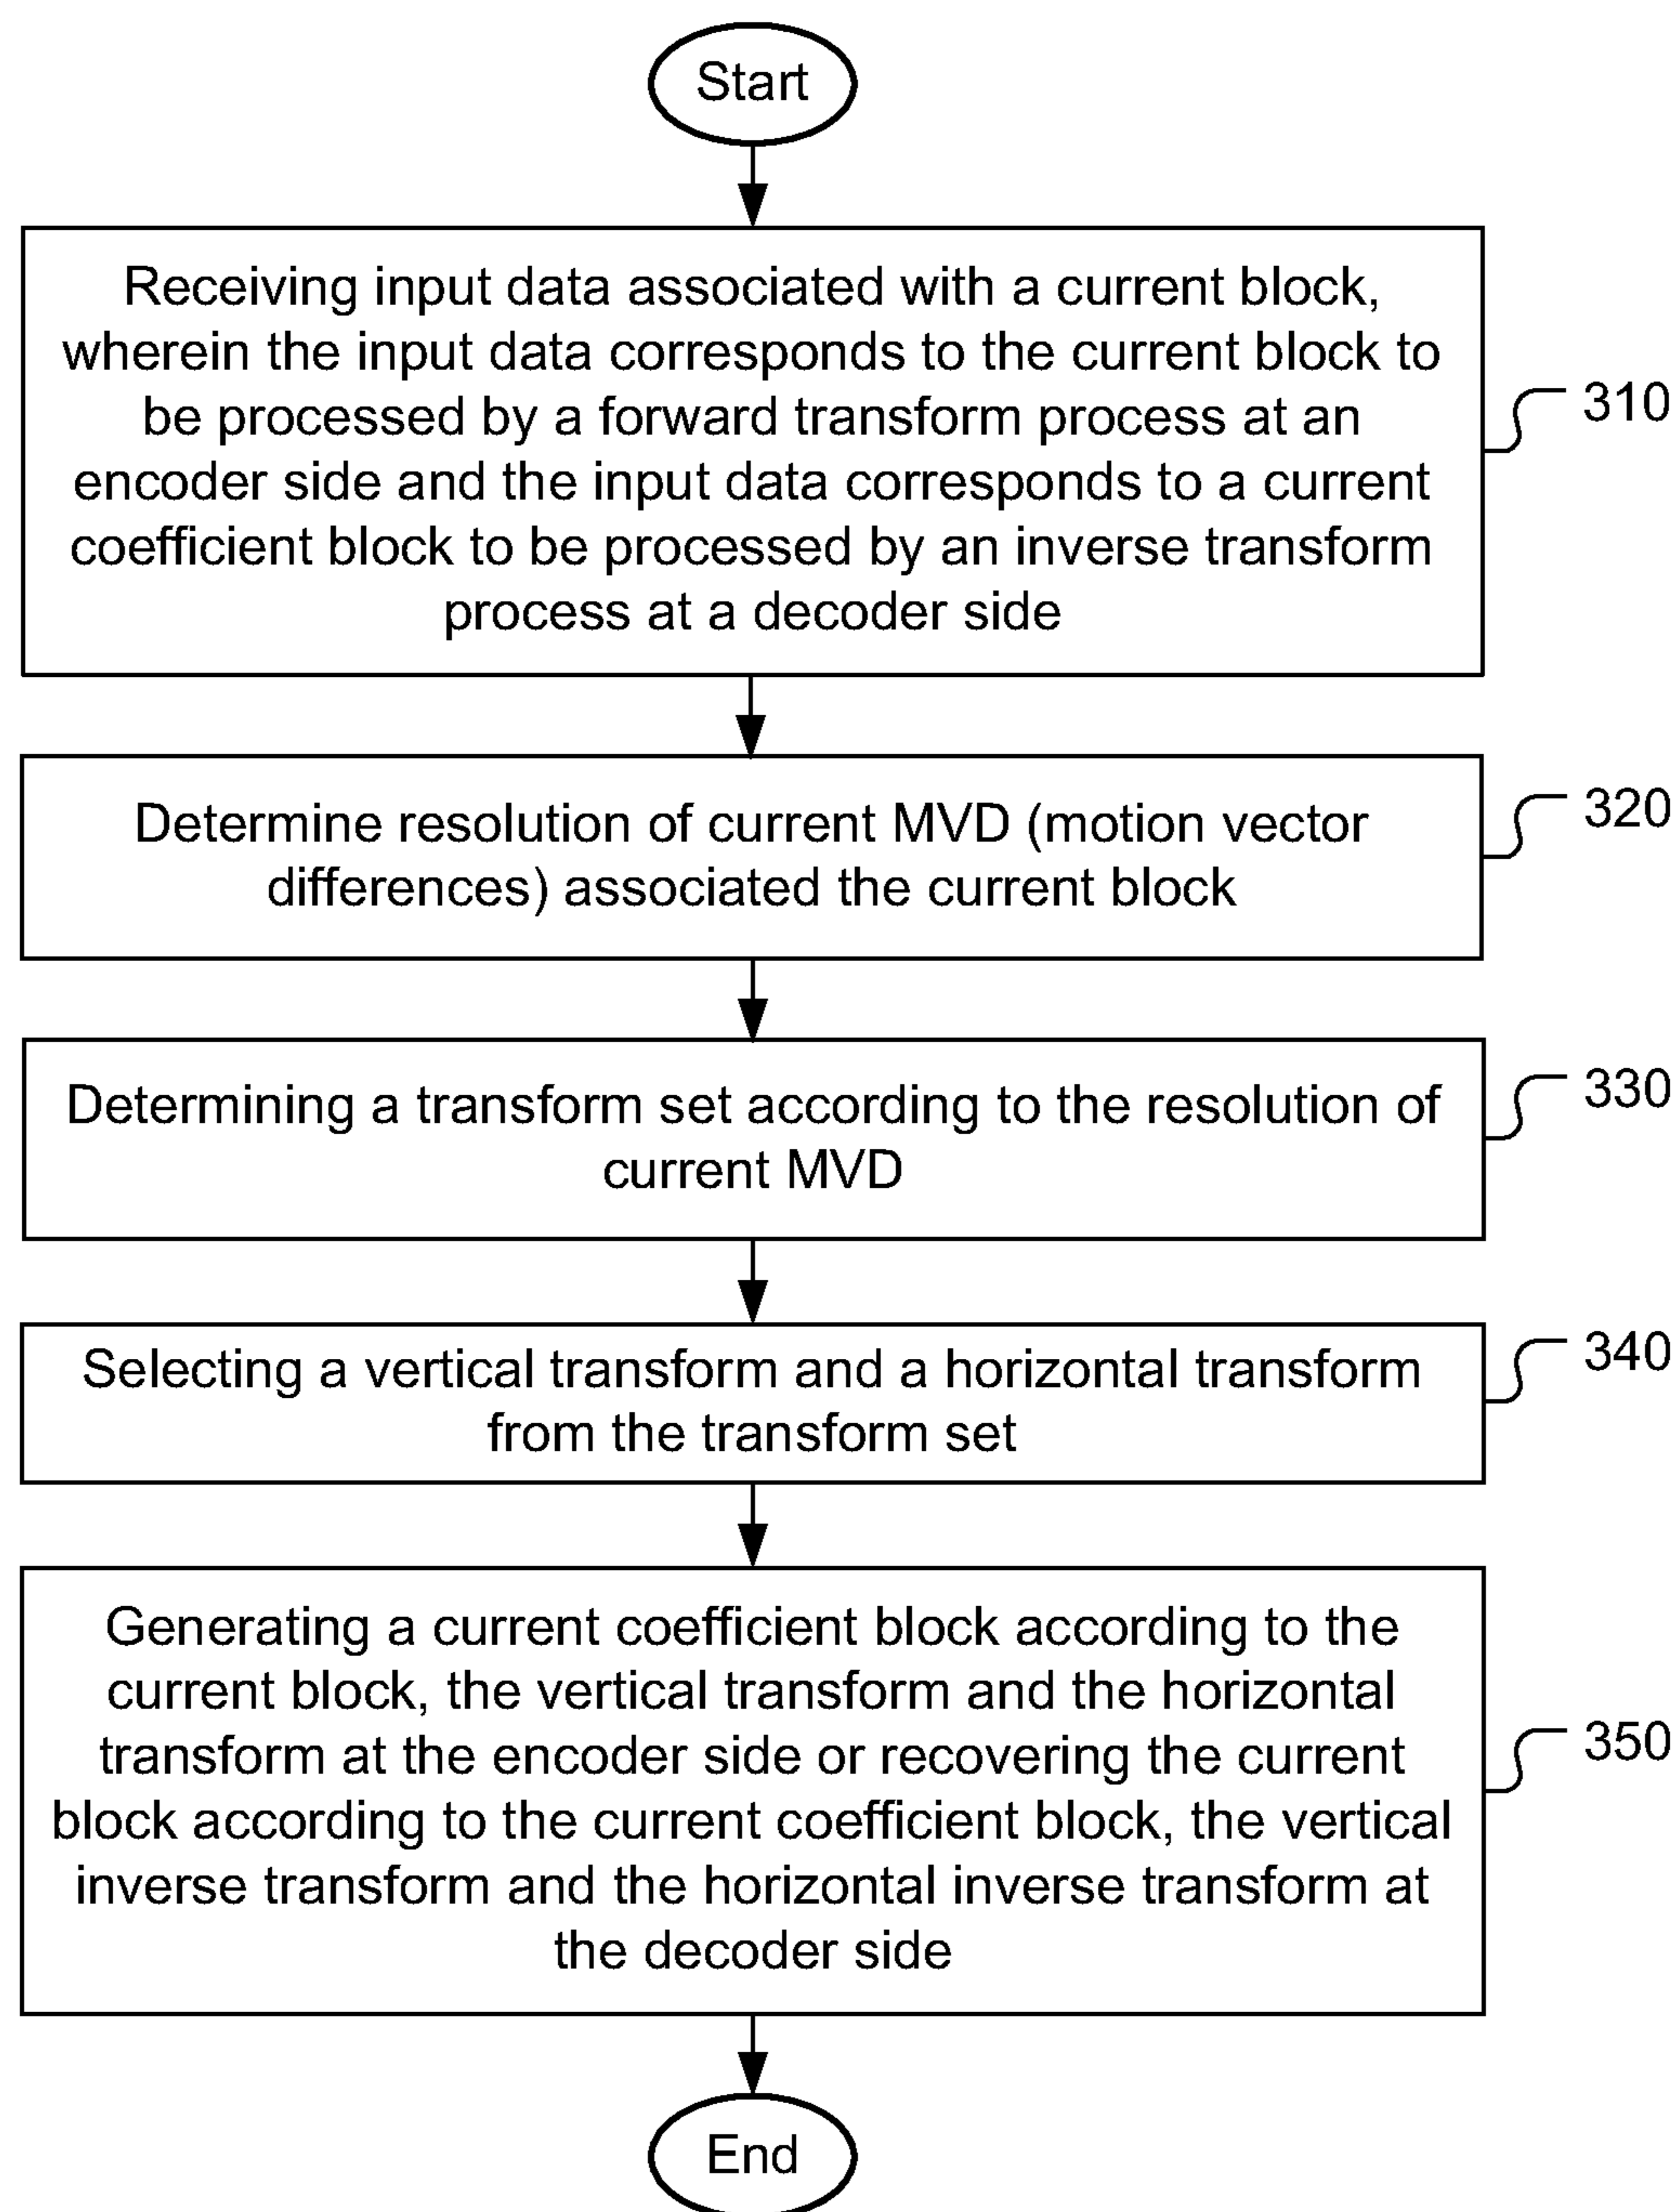 Start
Receiving input data associated with a current block,
wherein the input data corresponds to the current block to
be processed by a forward transform process at an
encoder side and the input data corresponds to a current
coefficient block to be processed by an inverse transform
process at a decoder side
310
Determine resolution of current MVD (motion vector
differences) associated the current block
320
Determining a transform set according to the resolution of
current MVD
330
Selecting a vertical transform and a horizontal transform
from the transform set
340
Generating a current coefficient block according to the
current block, the vertical transform and the horizontal
transform at the encoder side or recovering the current
block according to the current coefficient block, the vertical
inverse transform and the horizontal inverse transform at
the decoder side
350
End